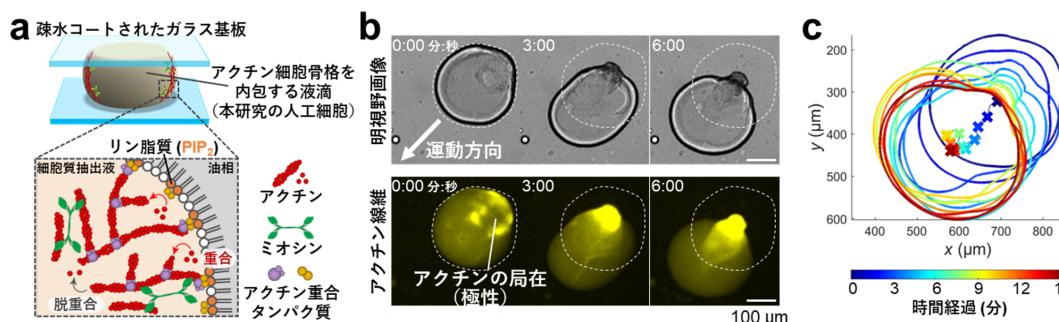 a
疎水コートされたガラス基板
アクチン細胞骨格を
内包する液滴
(本研究の人工細胞)
リン脂質 (PIP2)
細胞質抽出液
油相
重合
脱重合
アクチン
ミオシン
アクチン重合
タンパク質
b
明視野画像
0:00 分:秒
3:00
6:00
運動方向
アクチン線維
0:00 分:秒
3:00
6:00
アクチンの局在
(極性)
100 μm
c
y (μm)
200
300
400
500
600
400 500 600 700 800
x (μm)
0 3 6 9 12
時間経過 (分)